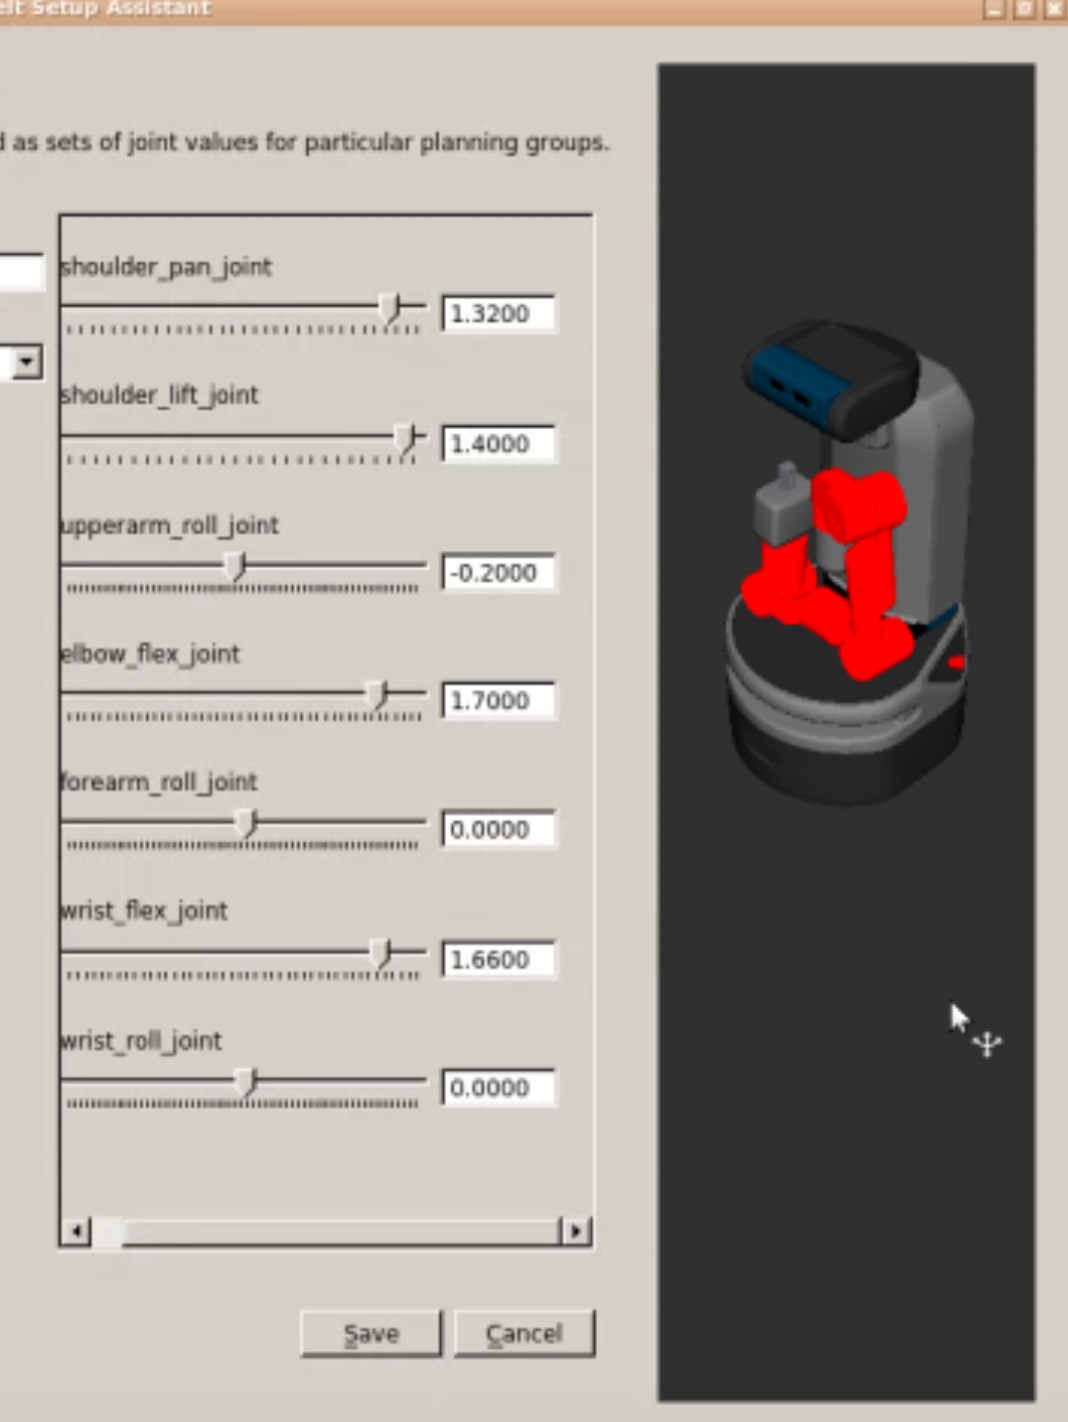 Setup Assistant
as sets of joint values for particular planning groups.
shoulder_pan_joint
1.3200
shoulder_lift_joint
1.4000
upperarm_roll_joint
-0.2000
elbow_flex_joint
1.7000
forearm_roll_joint
0.0000
wrist_flex_joint
1.6600
wrist_roll_joint
0.0000
Save
Cancel